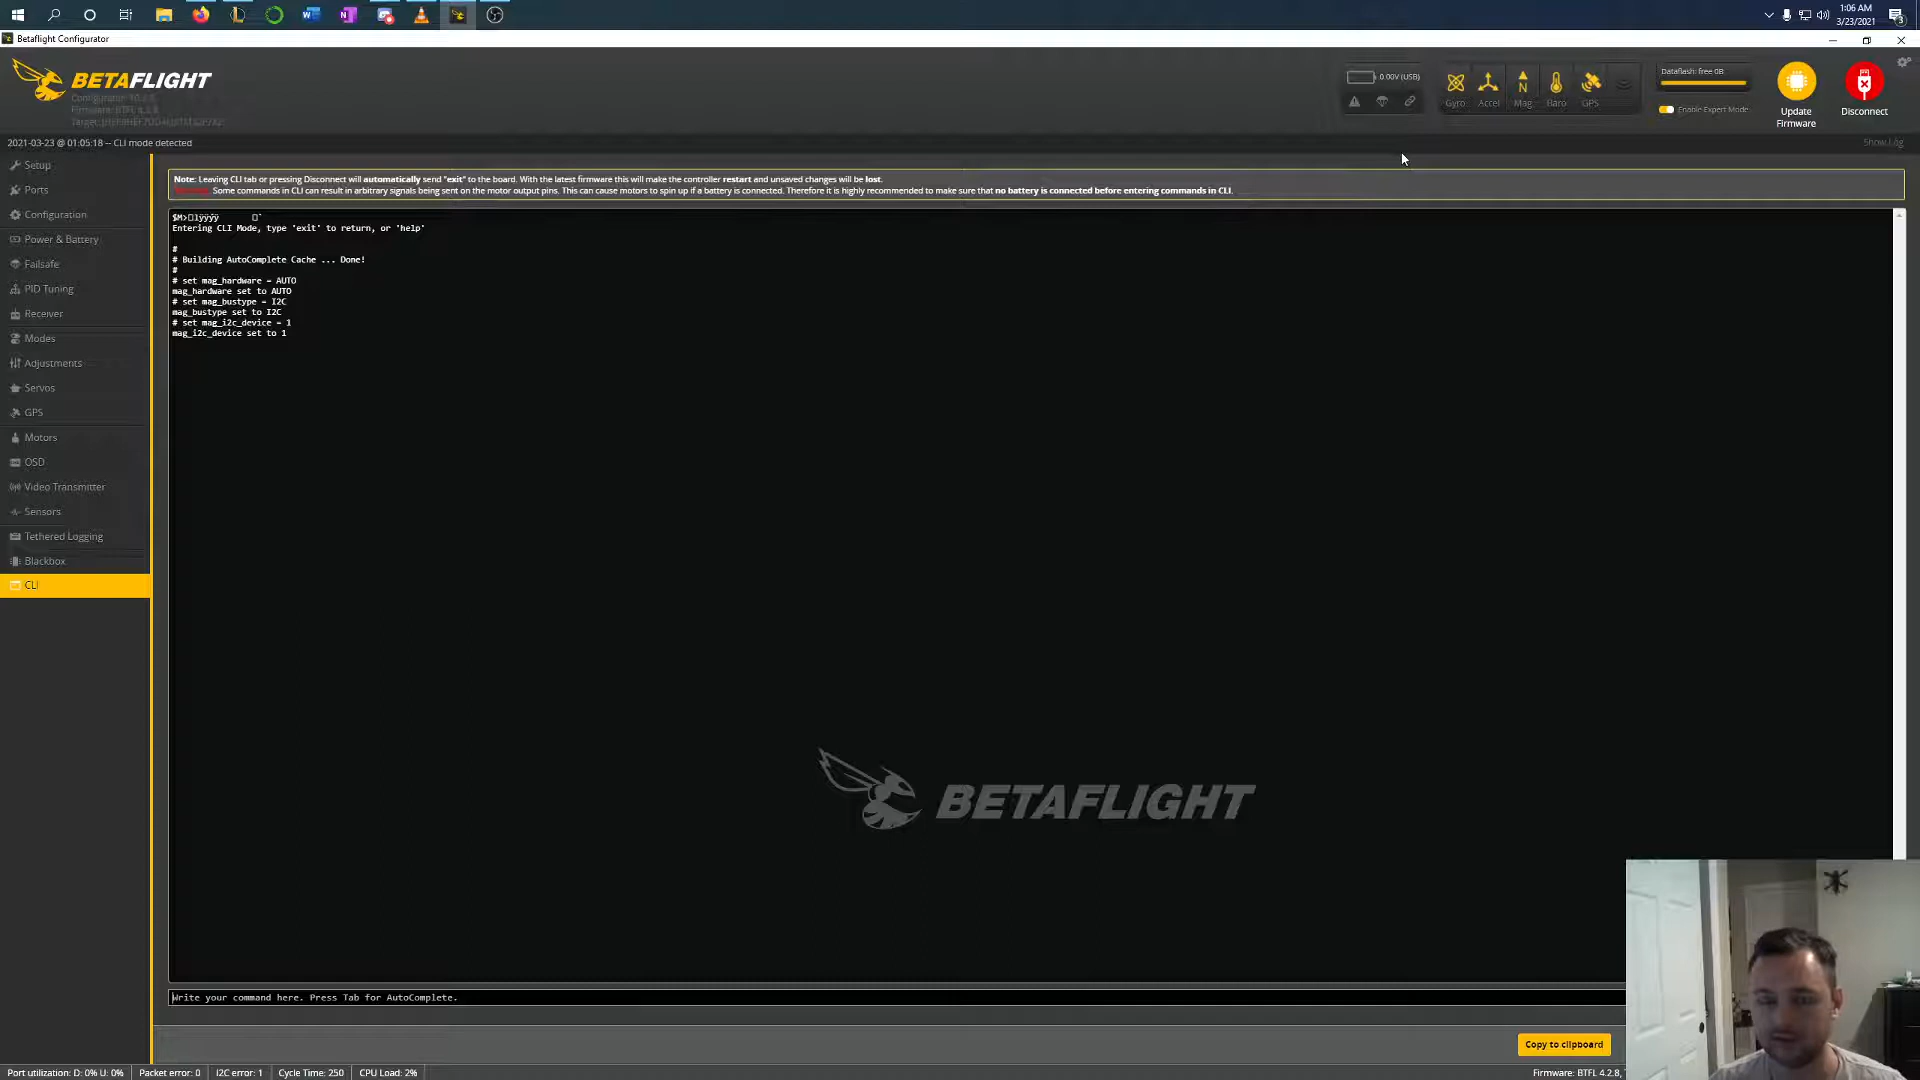 1:06 AM
3/23/2021
Betaflight Configurator
BETAFLIGHT
0.00V (USB)
Gyro Accel Mag Baro GPS
Dataflash: free 0B
Enable Expert Mode
Update Firmware
Disconnect
2021-03-23 @ 01:05:18 -- CLI mode detected
Show Log
Setup
Ports
Configuration
Power & Battery
Failsafe
PID Tuning
Receiver
Modes
Adjustments
Servos
GPS
Motors
OSD
Video Transmitter
Sensors
Tethered Logging
Blackbox
CLI
Note: Leaving CLI tab or pressing Disconnect will automatically send "exit" to the board. With the latest firmware this will make the controller restart and unsaved changes will be lost.
Some commands in CLI can result in arbitrary signals being sent on the motor output pins. This can cause motors to spin up if a battery is connected. Therefore it is highly recommended to make sure that no battery is connected before entering commands in CLI.
Entering CLI Mode, type 'exit' to return, or 'help'
#
# Building AutoComplete Cache ... Done!
#
# set mag_hardware = AUTO
mag_hardware set to AUTO
# set mag_bustype = I2C
mag_bustype set to I2C
# set mag_i2c_device = 1
mag_i2c_device set to 1
BETAFLIGHT
Write your command here. Press Tab for AutoComplete.
Copy to clipboard
Port utilization: D: 0% U: 0% Packet error: 0 I2C error: 1 Cycle Time: 250 CPU Load: 2%
Firmware: BTFL 4.2.8,